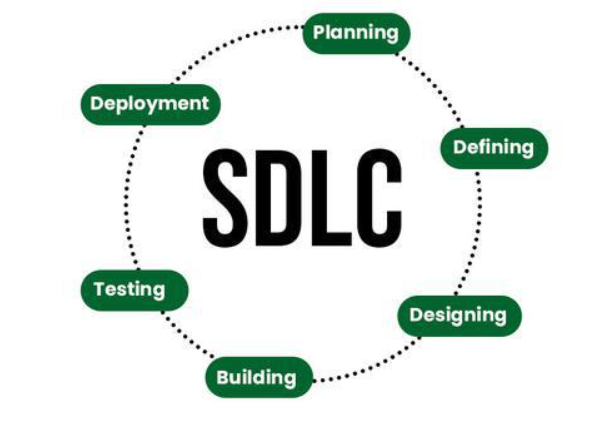 Planning
Defining
Designing
Building
Testing
Deployment
SDLC